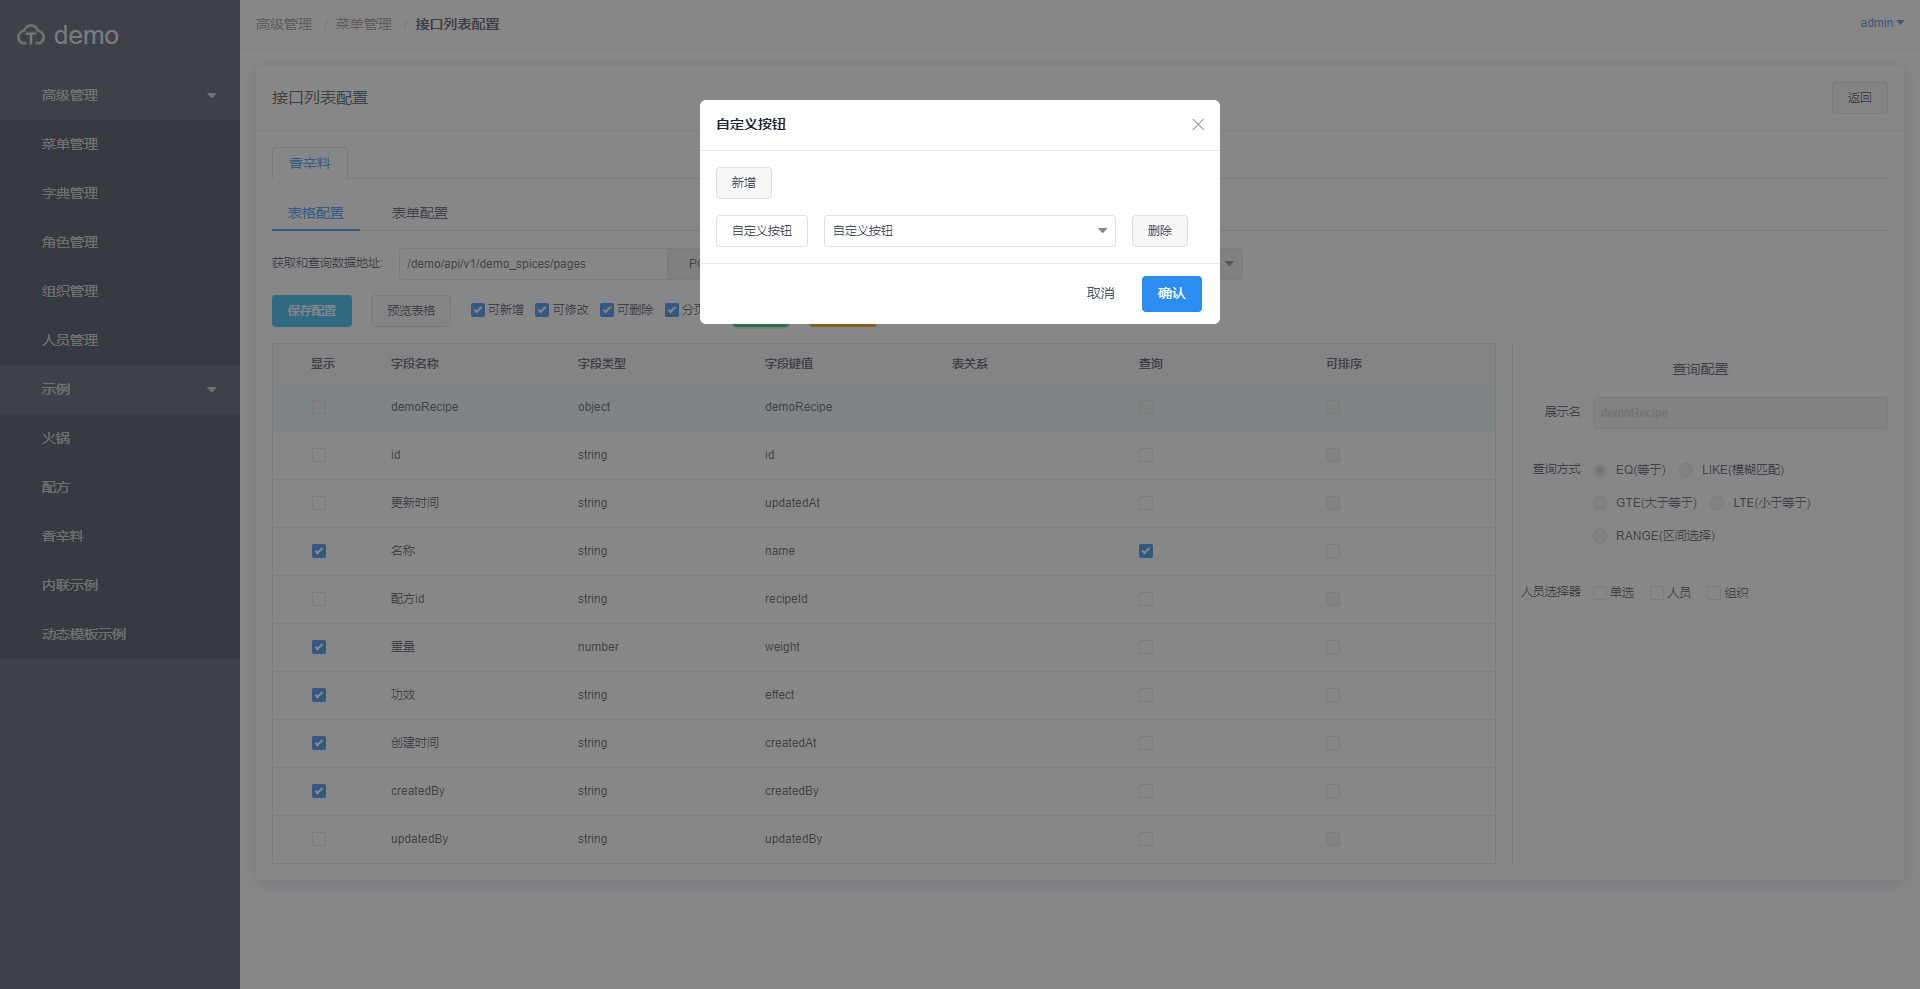 demo
高级管理
菜单管理
字典管理
角色管理
组织管理
人员管理
示例
火锅
配方
香辛料
内联示例
动态模板示例
高级管理 / 菜单管理 / 接口列表配置
admin
接口列表配置
返回
香辛料
表格配置 表单配置
获取和查询数据地址: /demo/api/v1/demo_spices/pages
保存配置 预览表格 可新增 可修改 可删除
自定义按钮
新增
自定义按钮 自定义按钮 删除
取消 确认
显示 字段名称 字段类型 字段键值 表关系 查询 可排序
demoRecipe object demoRecipe
id string id
更新时间 string updatedAt
名称 string name
配方id string recipeId
重量 number weight
功效 string effect
创建时间 string createdAt
createdBy string createdBy
updatedBy string updatedBy
查询配置
展示名 demoRecipe
查询方式 EQ(等于) LIKE(模糊匹配)
GTE(大于等于) LTE(小于等于)
RANGE(区间选择)
人员选择器 单选 人员 组织